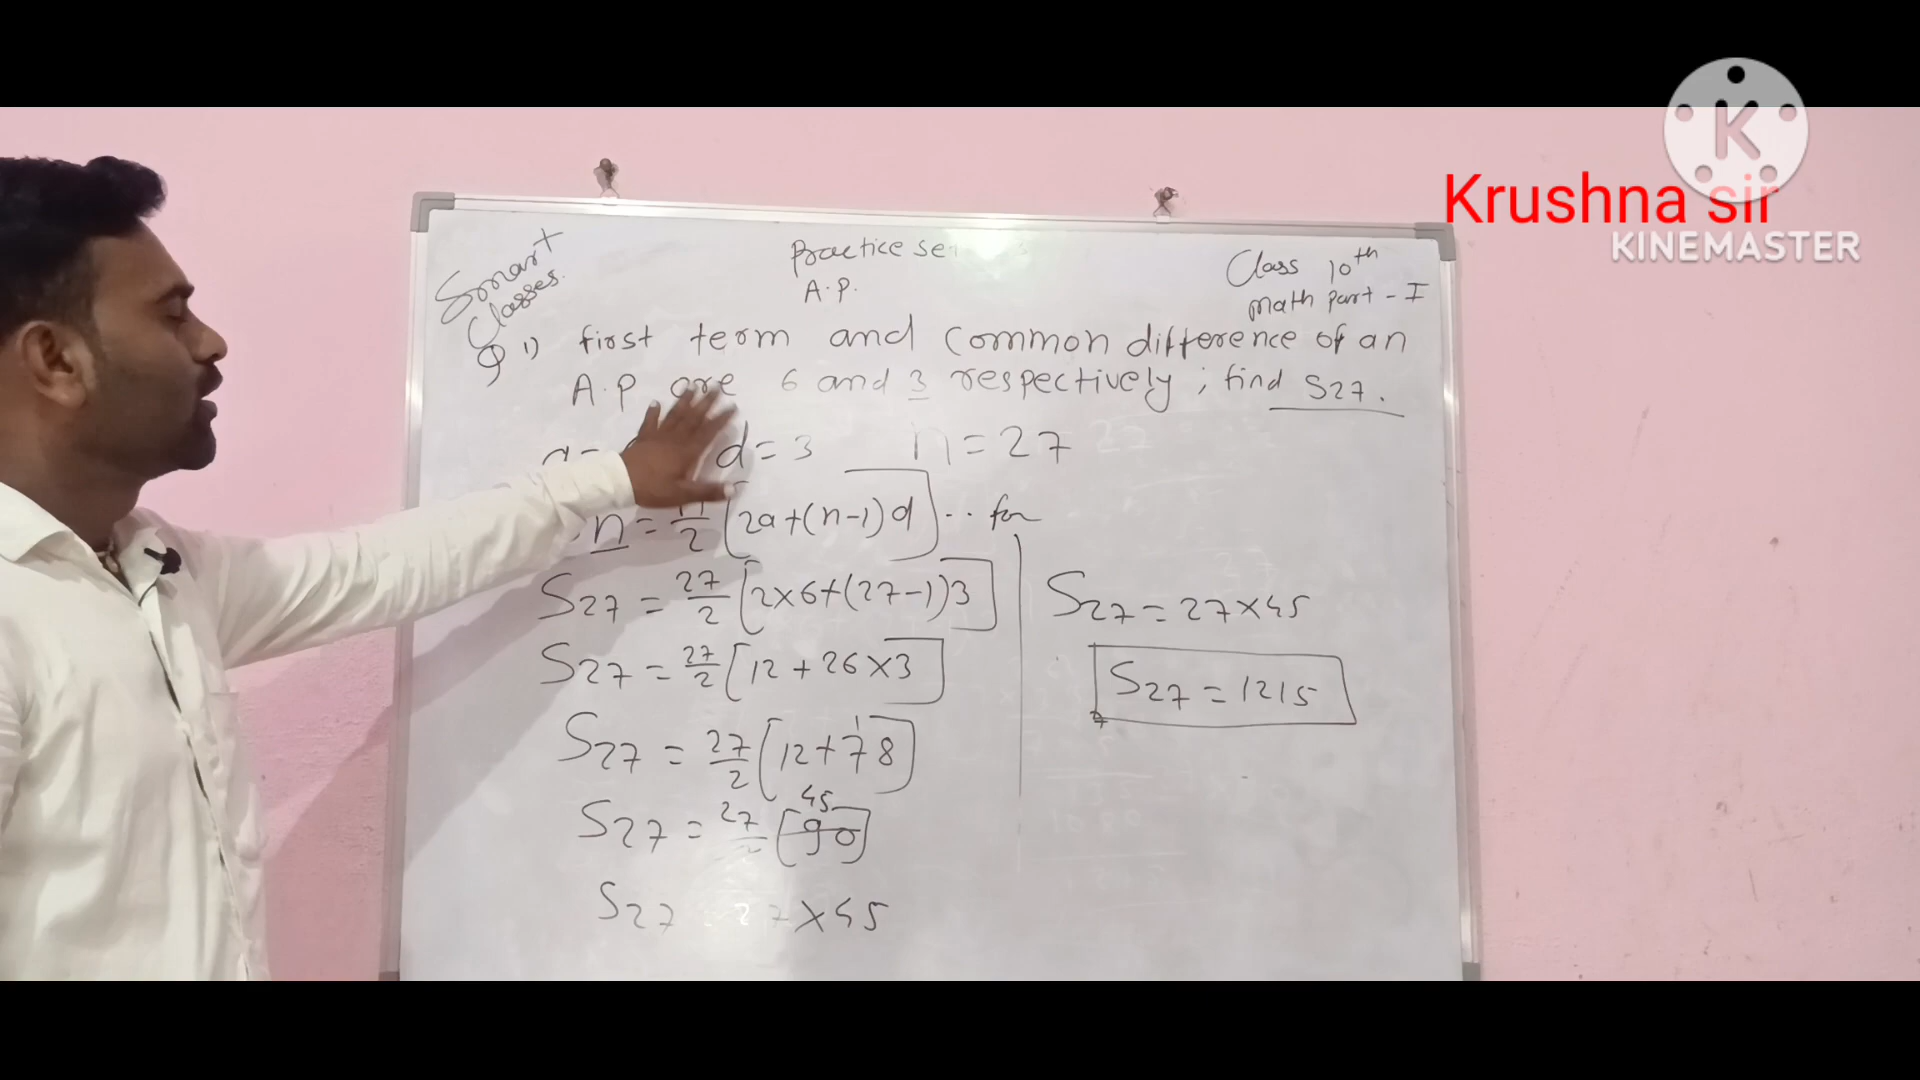 Krushna sir
KINEMASTER
Smart
Classes.
Practice Se
A.P.
Class 10th
Math part - I
Q 1) first term and Common difference of an
A.P. are 6 and 3 respectively ; find S27.
d = 3 n = 27
n = n/2 [2a+(n-1)d] .. for
S27 = 27/2 [2×6+(27-1)3]
S27 = 27/2 [12 + 26×3]
S27 = 27/2 [12+78]
S27 = 27/2 [90] 45
S27 27×45
S27 = 27×45
S27 = 1215